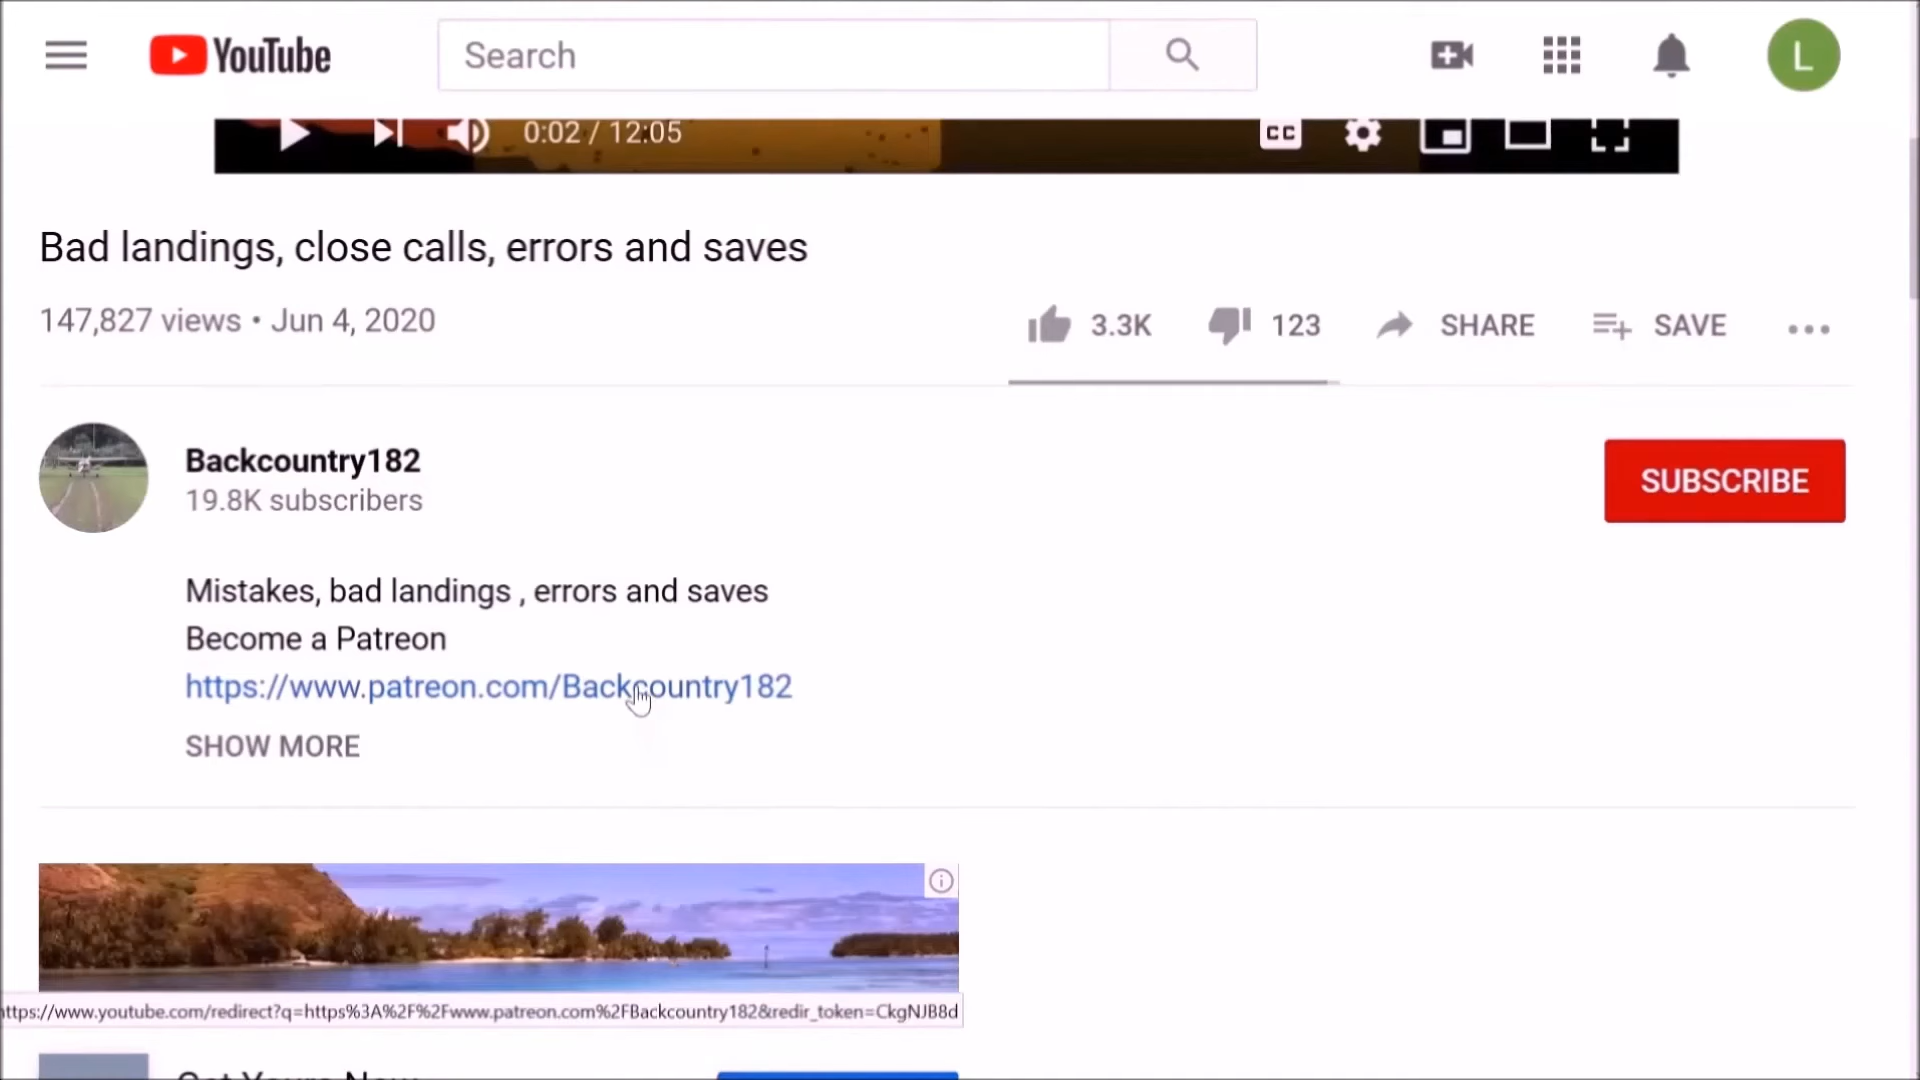 YouTube
Search
L
0:02 / 12:05
CC
Bad landings, close calls, errors and saves
147,827 views • Jun 4, 2020
3.3K
123
SHARE
SAVE
Backcountry182
19.8K subscribers
SUBSCRIBE
Mistakes, bad landings , errors and saves
Become a Patreon
https://www.patreon.com/Backcountry182
SHOW MORE
ttps://www.youtube.com/redirect?q=https%3A%2F%2Fwww.patreon.com%2FBackcountry182&redir_token=CkgNJB8d